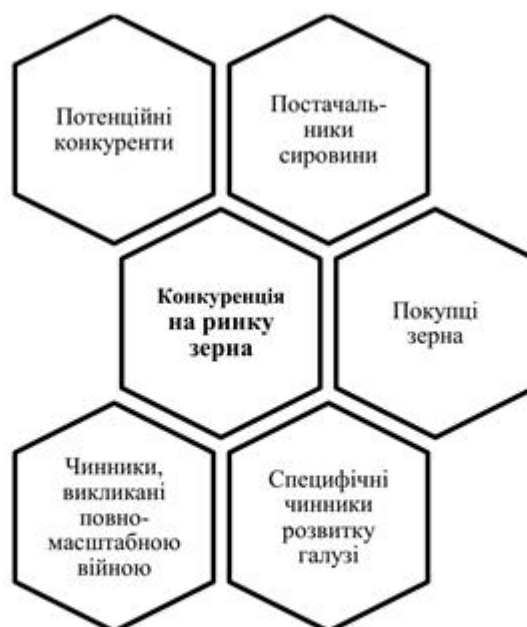 Потенційні
конкуренти
Постачаль-
ники
сировини
Конкуренція
на ринку
зерна
Покупці
зерна
Чинники,
викликані
повно-
масштабною
війною
Специфічні
чинники
розвитку
галузі